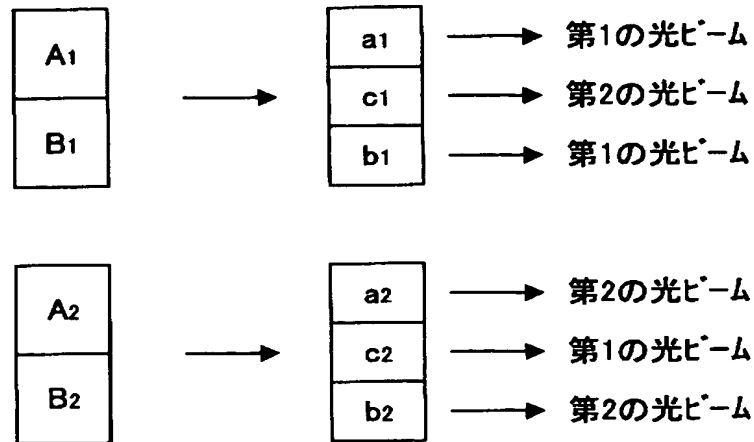 A1
B1
a1 第1の光ビーム
c1 第2の光ビーム
b1 第1の光ビーム
A2
B2
a2 第2の光ビーム
c2 第1の光ビーム
b2 第2の光ビーム